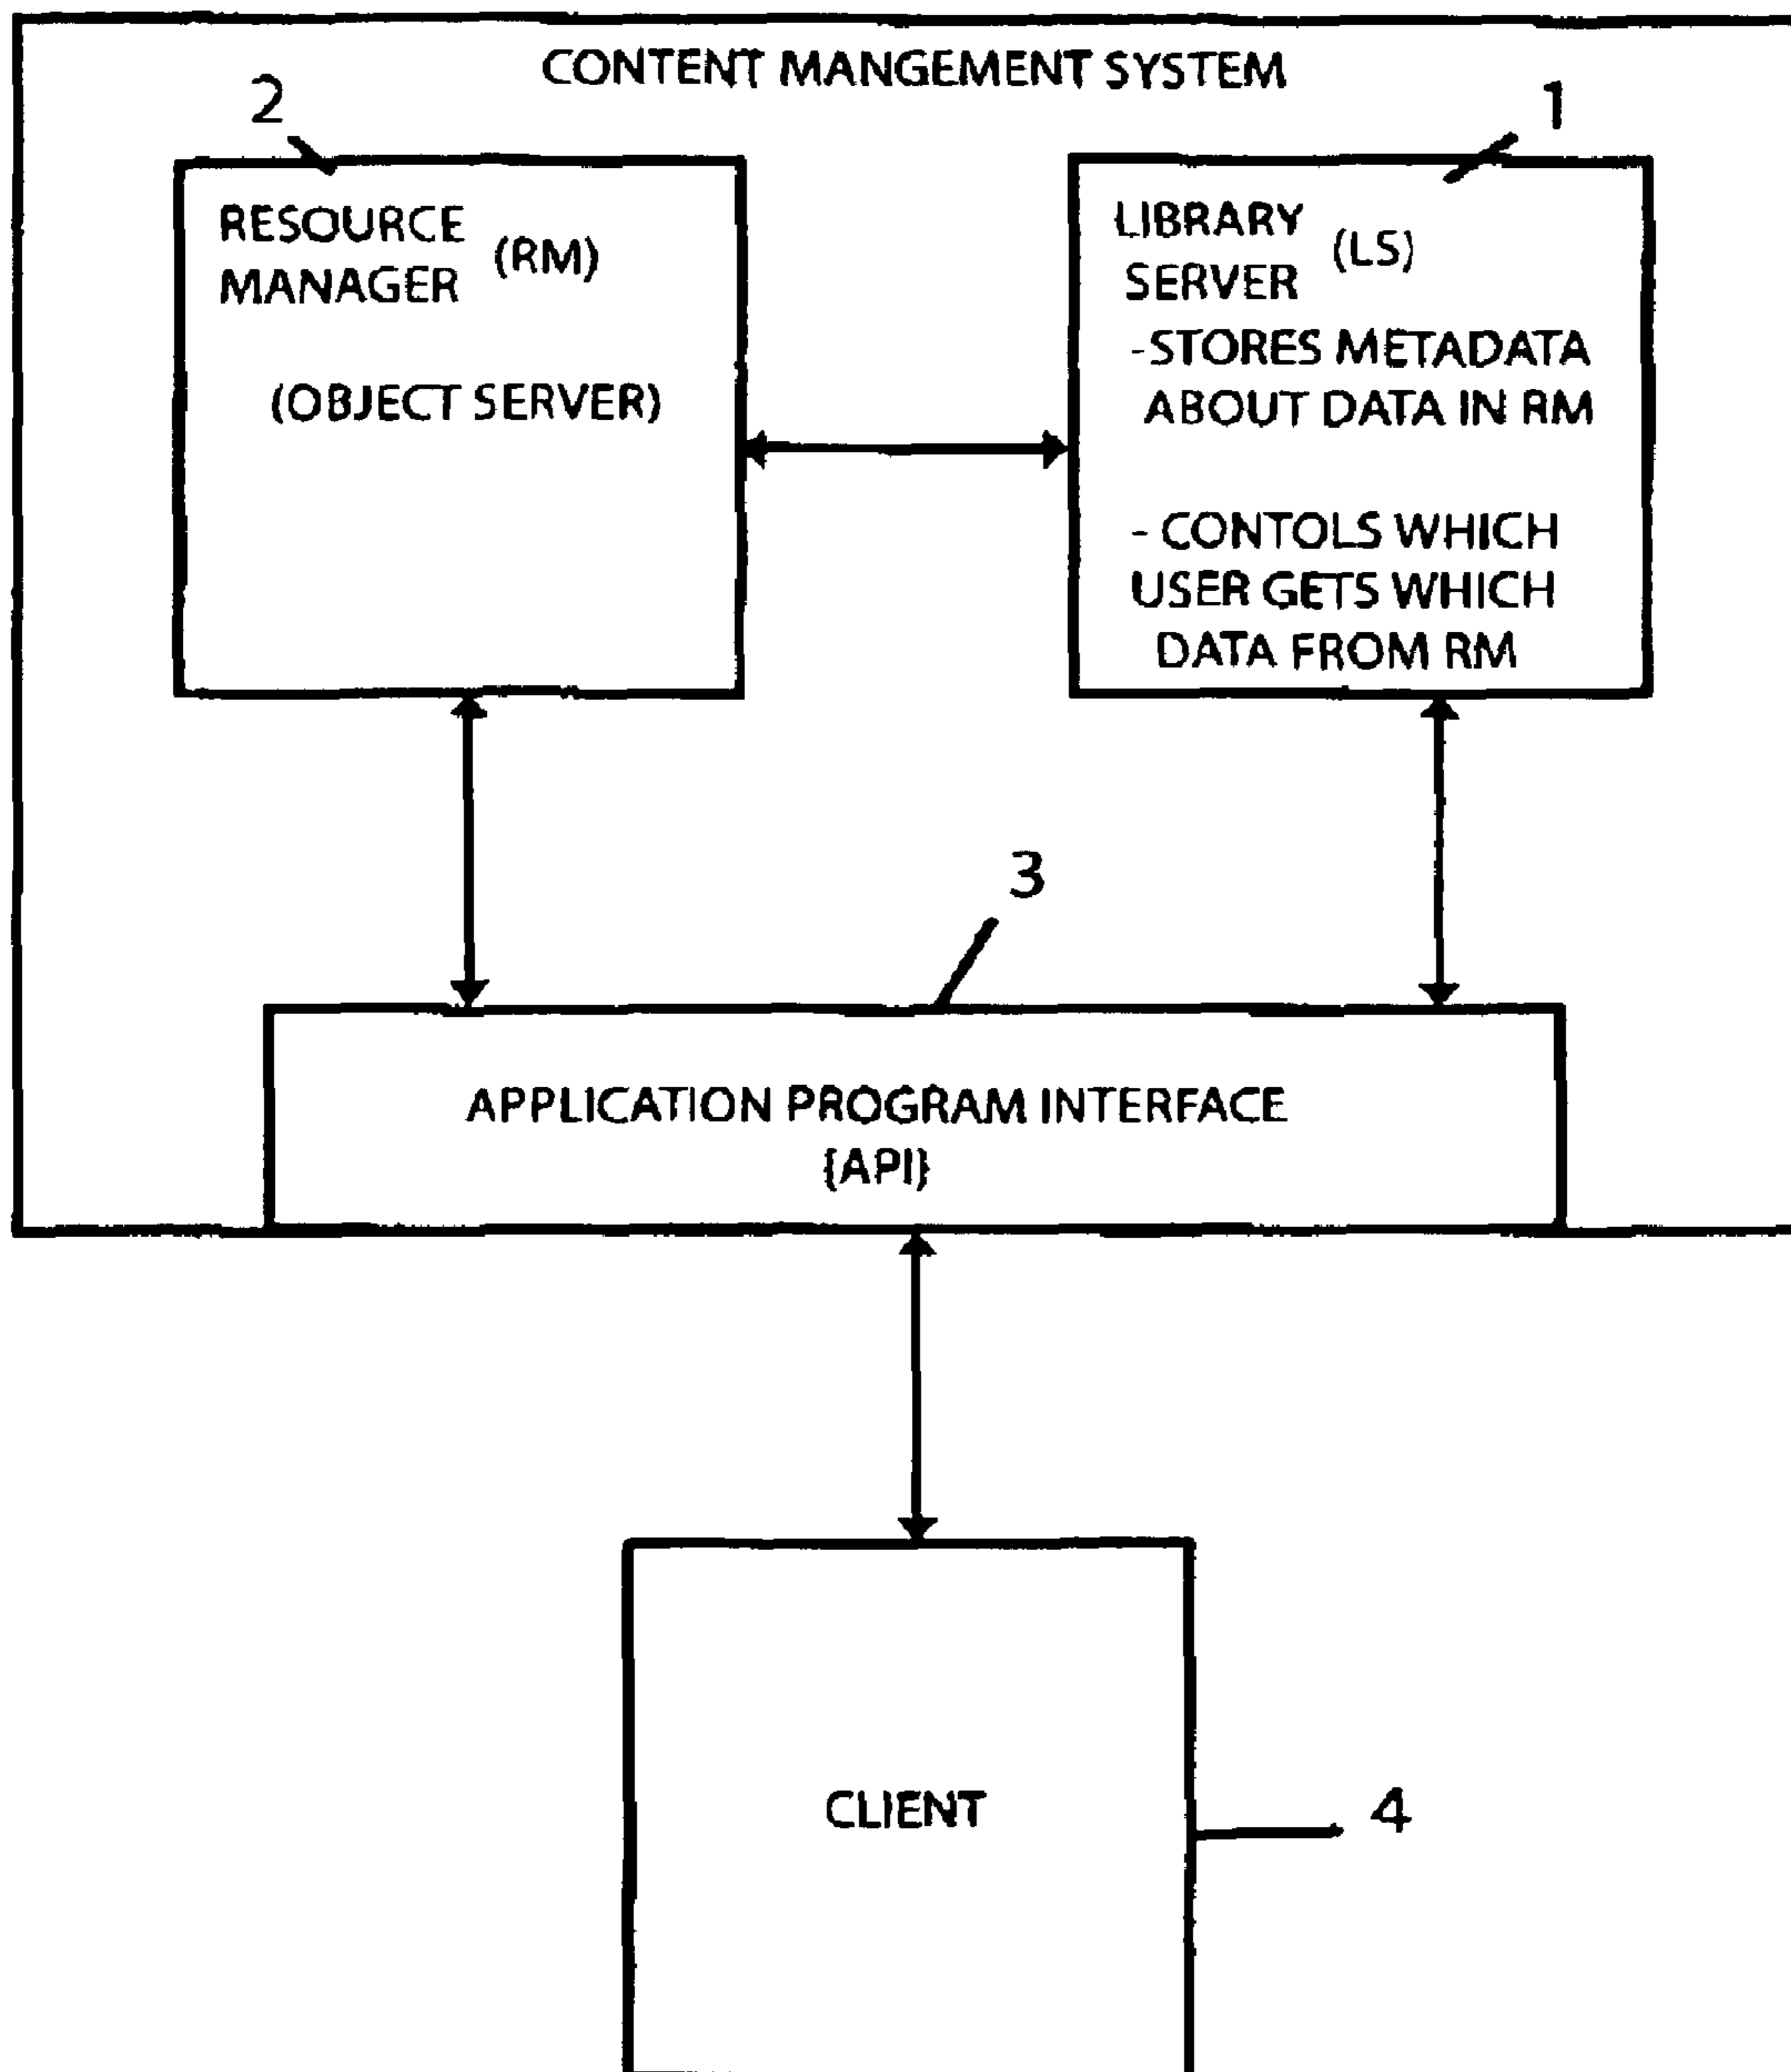 CONTENT MANGEMENT SYSTEM
2
1
RESOURCE
MANAGER (RM)
(OBJECT SERVER)
LIBRARY
SERVER (LS)
-STORES METADATA
ABOUT DATA IN RM
- CONTOLS WHICH
USER GETS WHICH
DATA FROM RM
3
APPLICATION PROGRAM INTERFACE
(API)
CLIENT
4